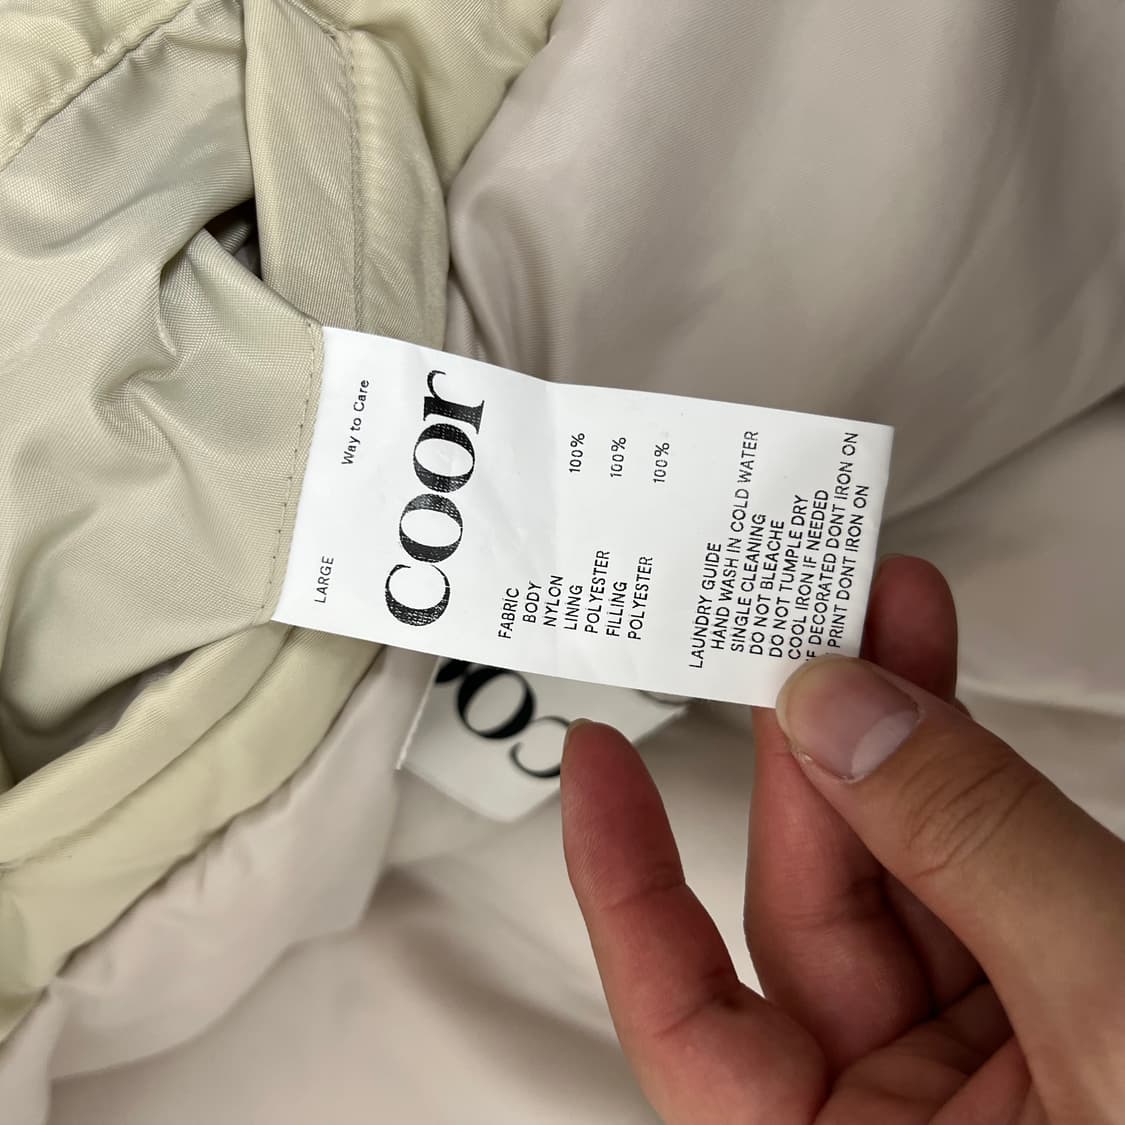 LARGE
Way to Care
Coor
FABRIC
BODY
NYLON 100%
LINNG
POLYESTER 100%
FILLING
POLYESTER 100%
LAUNDRY GUIDE
HAND WASH IN COLD WATER
SINGLE CLEANING
DO NOT BLEACHE
DO NOT TUMPLE DRY
COOL IRON IF NEEDED
DECORATED DONT IRON ON
PRINT DONT IRON ON
Co